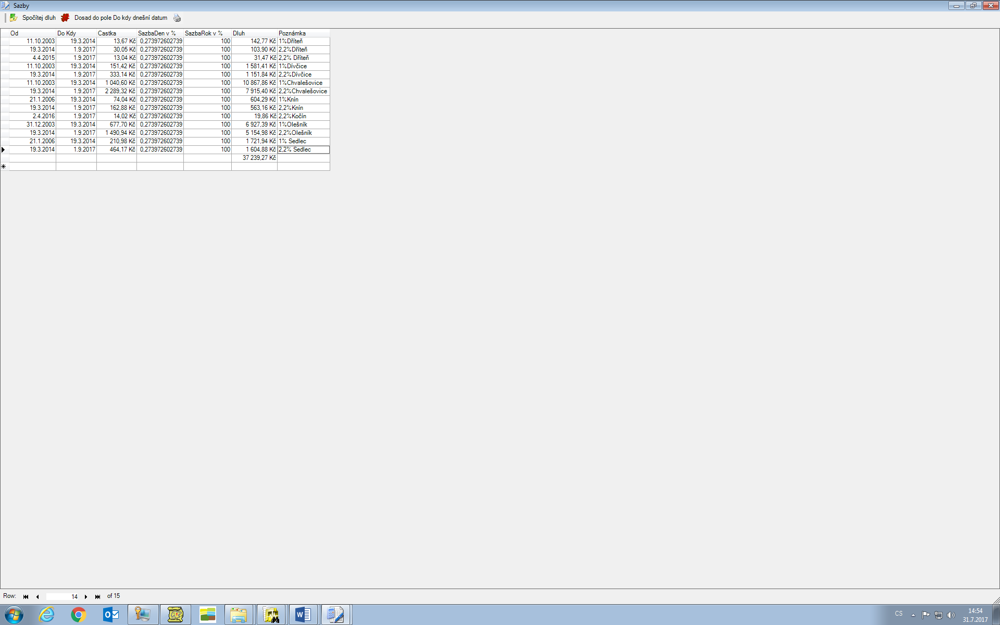 Sazby
Spočítej dluh Dosad do pole Do kdy dnešní datum
Od Do Kdy Castka SazbaDen v % SazbaRok v % Dluh Poznámka
11.10.2003 19.3.2014 13,67 Kč 0,273972602739 100 142,77 Kč 1%Dříteň
19.3.2014 1.9.2017 30,05 Kč 0,273972602739 100 103,90 Kč 2,2%Dříteň
4.4.2015 1.9.2017 13,04 Kč 0,273972602739 100 31,47 Kč 2,2% Dříteň
11.10.2003 19.3.2014 151,42 Kč 0,273972602739 100 1 581,41 Kč 1%Dívčice
19.3.2014 1.9.2017 333,14 Kč 0,273972602739 100 1 151,84 Kč 2,2%Dívčice
11.10.2003 19.3.2014 1 040,60 Kč 0,273972602739 100 10 867,86 Kč 1%Chvalešovice
19.3.2014 1.9.2017 2 289,32 Kč 0,273972602739 100 7 915,40 Kč 2,2%Chvalešovice
21.1.2006 19.3.2014 74,04 Kč 0,273972602739 100 604,29 Kč 1%Knín
19.3.2014 1.9.2017 162,88 Kč 0,273972602739 100 563,16 Kč 2,2%Knín
2.4.2016 1.9.2017 14,02 Kč 0,273972602739 100 19,86 Kč 2,2%Kočín
31.12.2003 19.3.2014 677,70 Kč 0,273972602739 100 6 927,39 Kč 1%Olešník
19.3.2014 1.9.2017 1 490,94 Kč 0,273972602739 100 5 154,98 Kč 2,2%Olešník
21.1.2006 19.3.2014 210,98 Kč 0,273972602739 100 1 721,94 Kč 1% Sedlec
19.3.2014 1.9.2017 464,17 Kč 0,273972602739 100 1 604,88 Kč 2,2% Sedlec
37 239,27 Kč
Row: 14 of 15
CS 14:54
31.7.2017